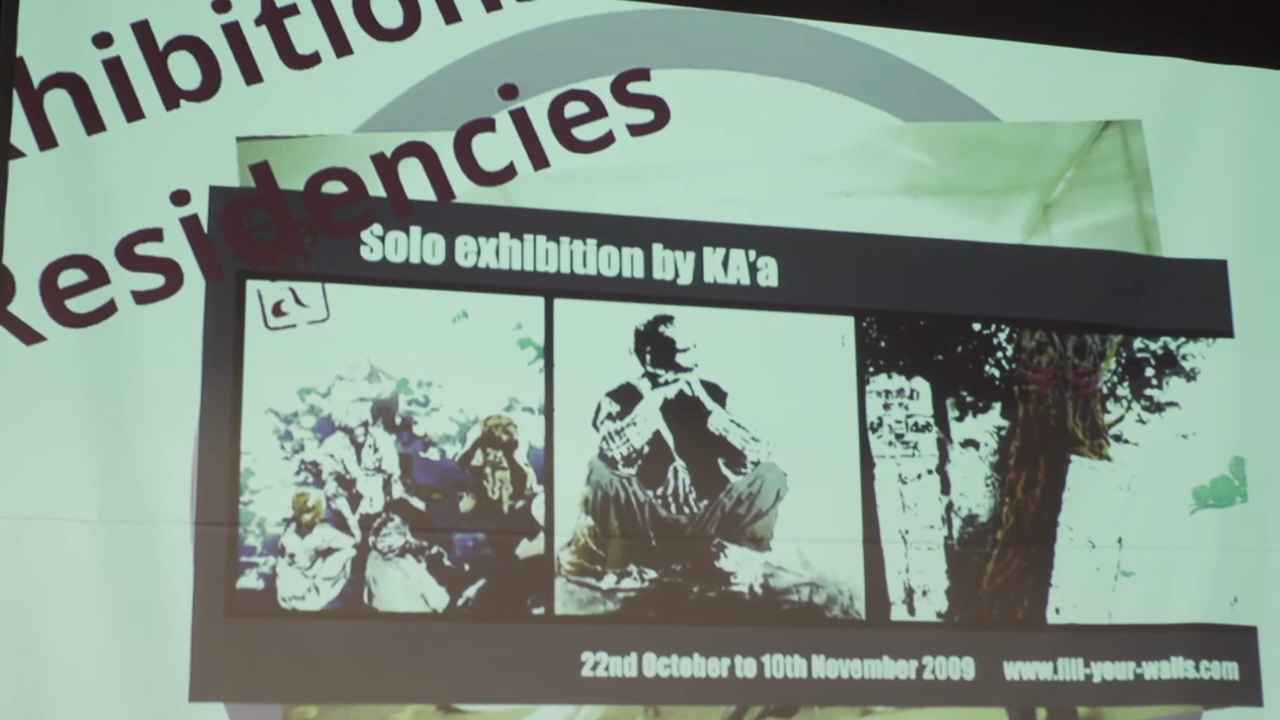 xhibition
Residencies
Solo exhibition by KA'a
22nd October to 10th November 2009 www.fill-your-walls.com